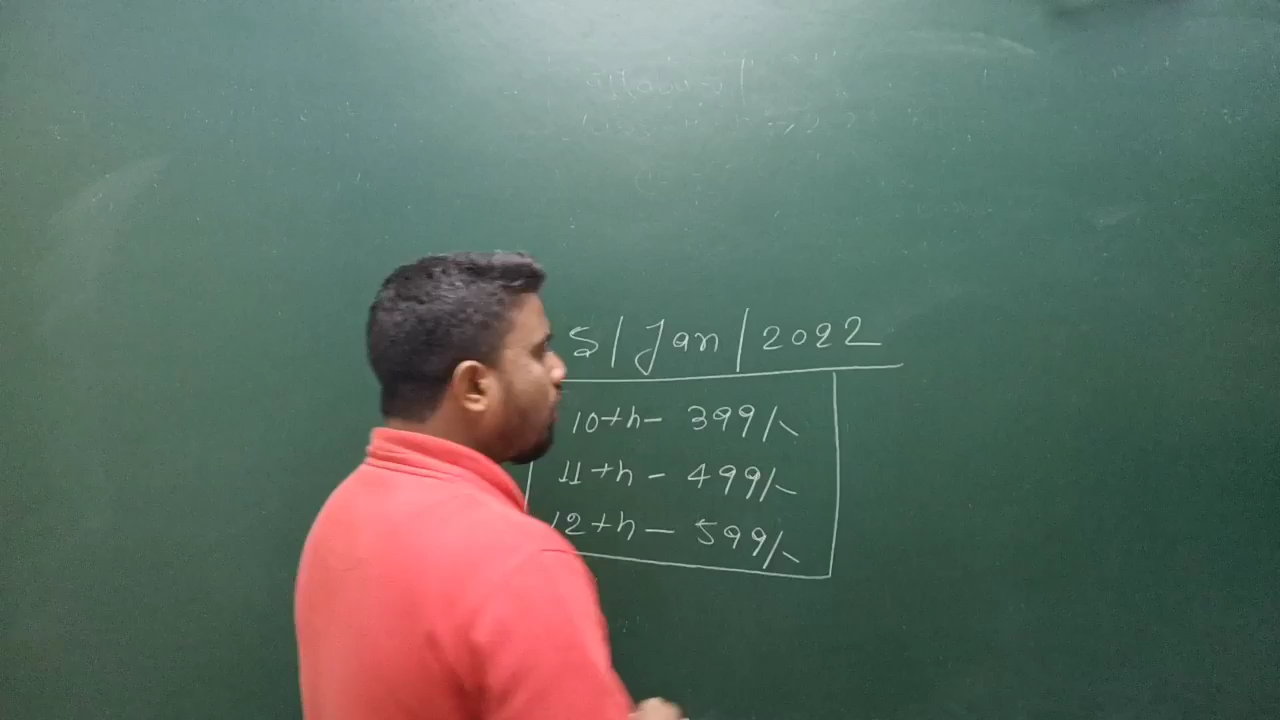 5/Jan/2022
10th- 399/-
11th - 499/-
12th - 599/-